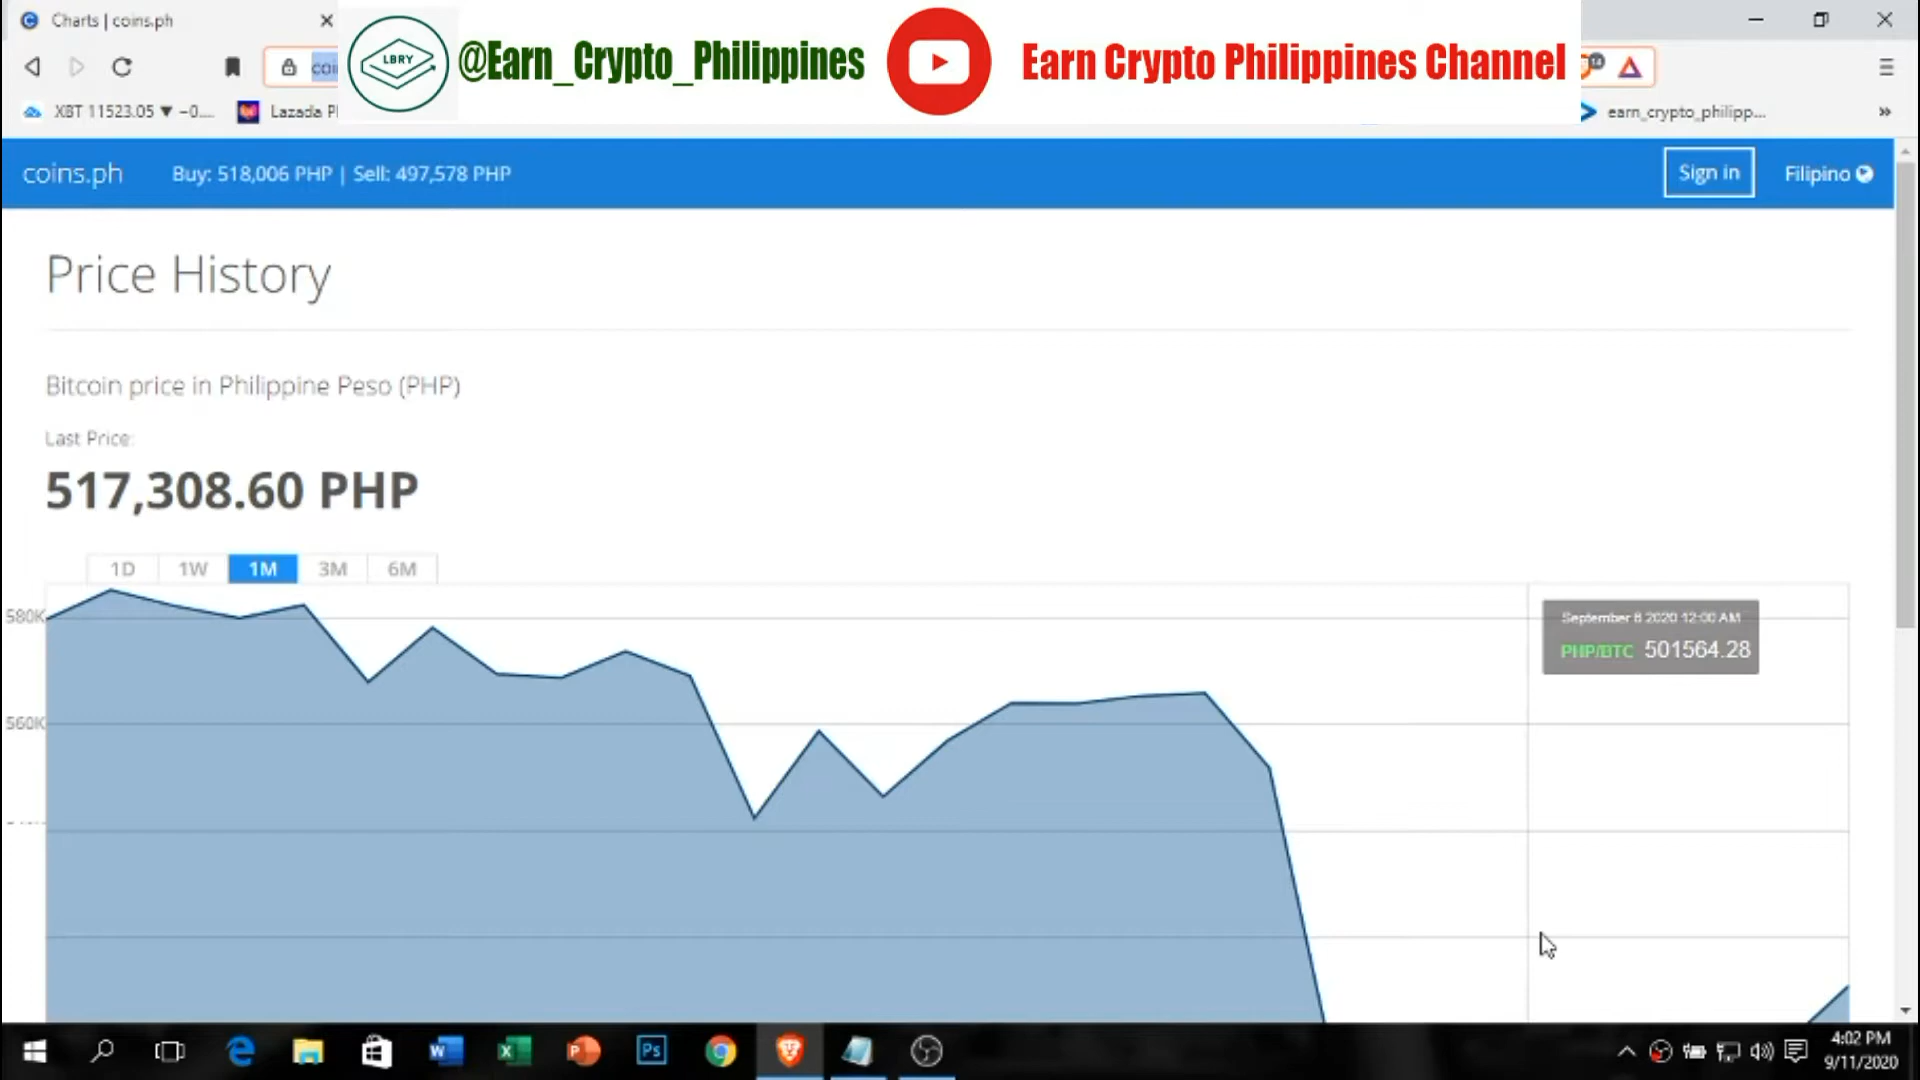 Charts | coins.ph
LBRY
@Earn_Crypto_Philippines
Earn Crypto Philippines Channel
coi
XBT 11523.05 ▼ −0....
Lazada P
earn_crypto_philipp...
»
coins.ph
Buy: 518,006 PHP | Sell: 497,578 PHP
Sign in
Filipino
Price History
Bitcoin price in Philippine Peso (PHP)
Last Price:
517,308.60 PHP
1D 1W 1M 3M 6M
580K
September 8 2020 12:00 AM
PHP/BTC 501564.28
560K
4:02 PM
9/11/2020